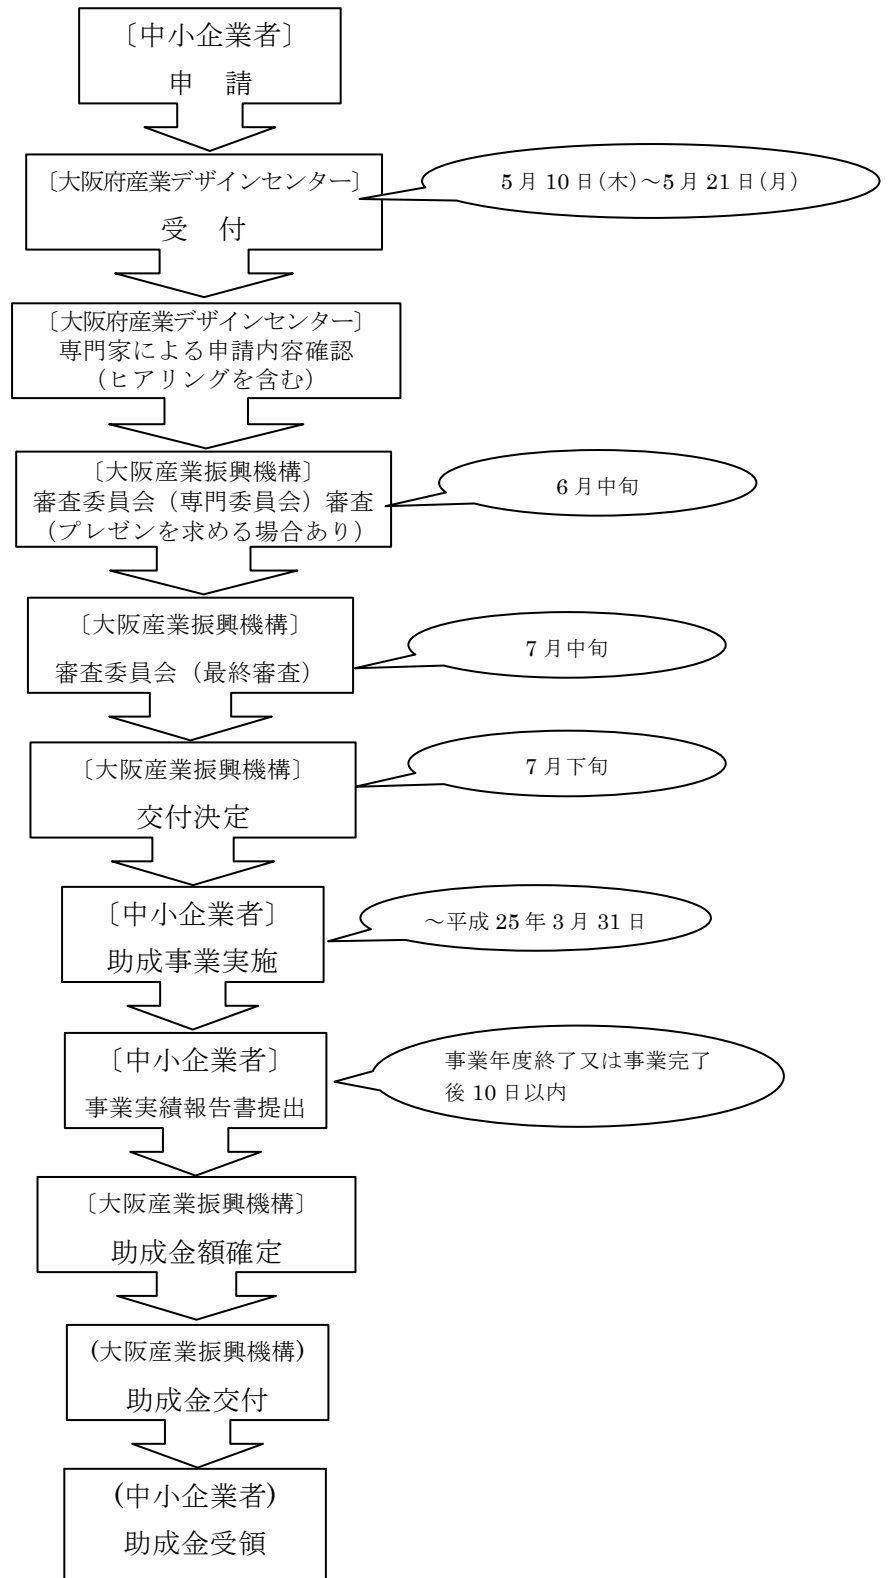 〔中小企業者〕
申　請
〔大阪府産業デザインセンター〕
受　付
5月10日(木)～5月21日(月)
〔大阪府産業デザインセンター〕
専門家による申請内容確認
（ヒアリングを含む）
〔大阪産業振興機構〕
審査委員会（専門委員会）審査
（プレゼンを求める場合あり）
6月中旬
〔大阪産業振興機構〕
審査委員会（最終審査）
7月中旬
〔大阪産業振興機構〕
交付決定
7月下旬
〔中小企業者〕
助成事業実施
～平成25年3月31日
〔中小企業者〕
事業実績報告書提出
事業年度終了又は事業完了
後10日以内
〔大阪産業振興機構〕
助成金額確定
(大阪産業振興機構)
助成金交付
(中小企業者)
助成金受領